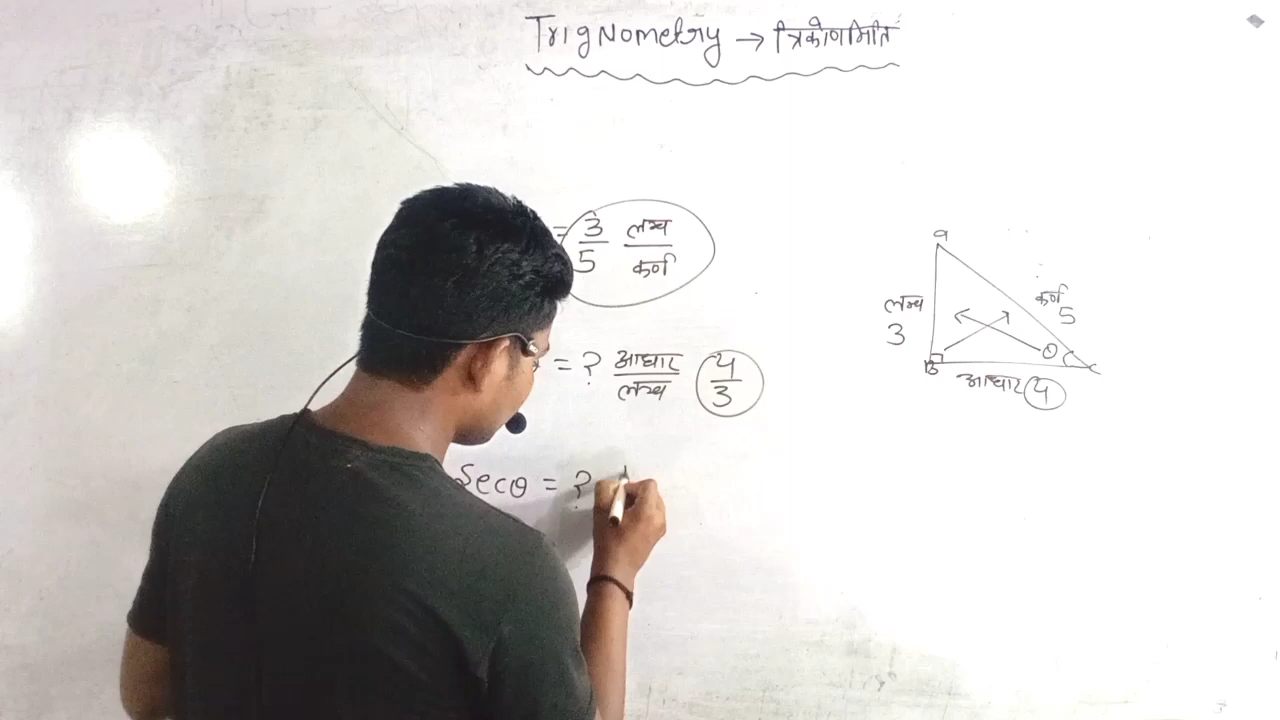 TrigNometry → त्रिकोणमिति
= 3/5 लम्ब/कर्ण
= ? आधार/लम्ब 4/3
Secθ = ?
a
लम्ब
3
कर्ण
5
θ
B
C
आधार 4